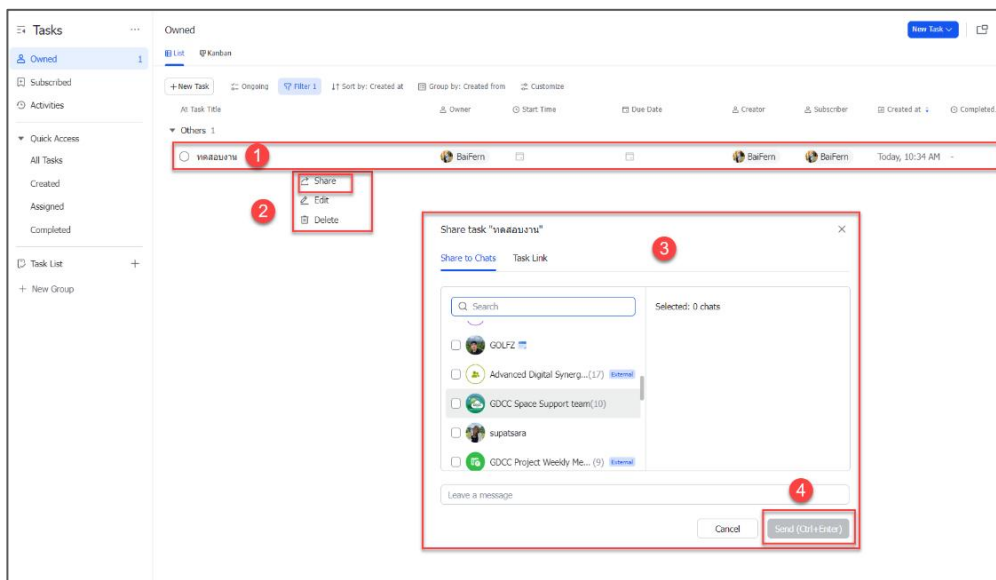 Tasks
Owned 1
Subscribed
Activities
Quick Access
All Tasks
Created
Assigned
Completed
Task List
New Group
Owned
New Task
List Kanban
New Task Ongoing Filter 1 Sort by: Created at Group by: Created from Customize
Task Title Owner Start Time Due Date Creator Subscriber Created at Completed
Others 1
ทดสอบงาน 1 BaiFern BaiFern BaiFern Today, 10:34 AM -
Share
2 Edit
Delete
Share task "ทดสอบงาน"
3
Share to Chats Task Link
Search
Selected: 0 chats
GOLFZ
Advanced Digital Synerg...(17) External
GDCC Space Support team(10)
supatsara
GDCC Project Weekly Me... (9) External
Leave a message
4
Cancel Send (Ctrl+Enter)